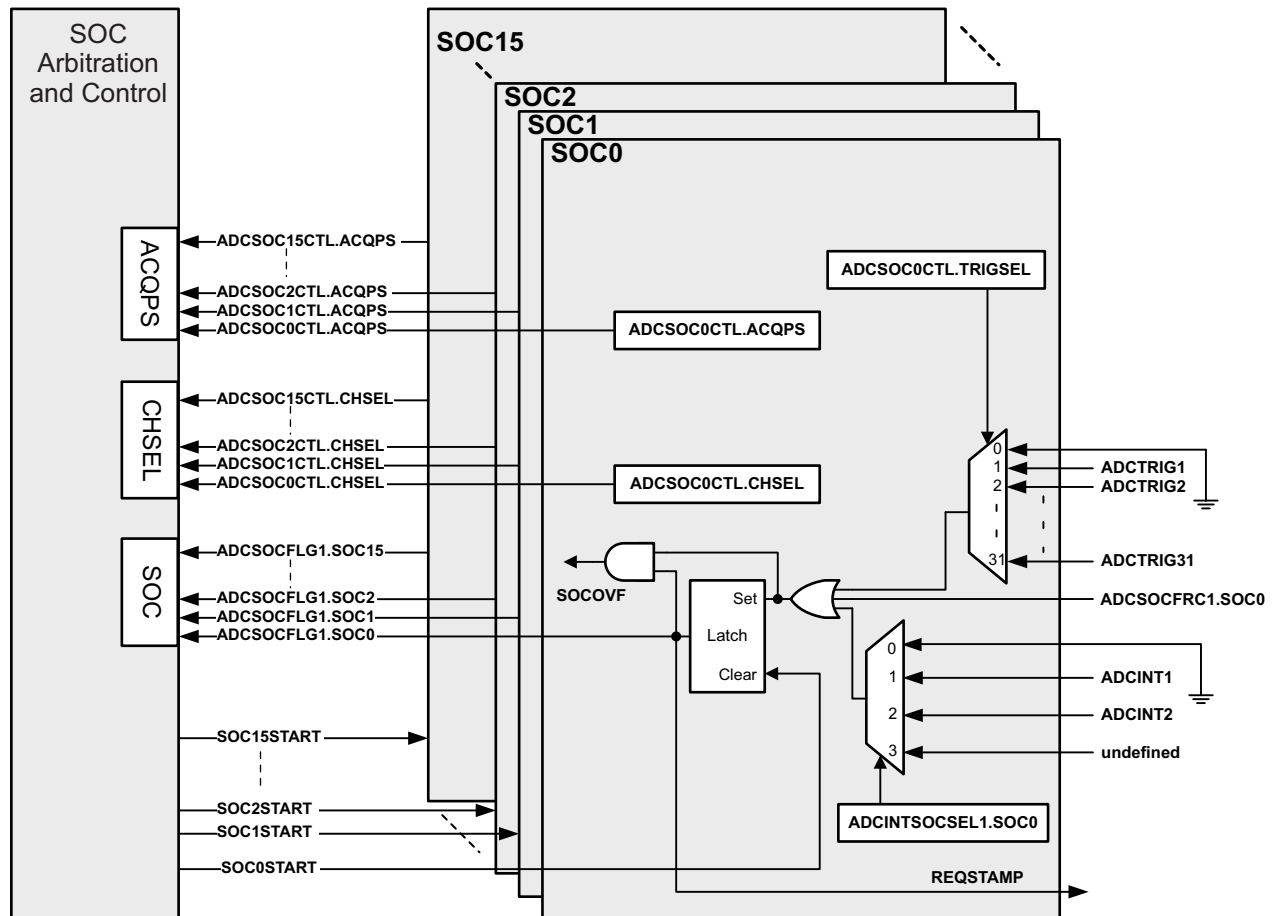 SOC
Arbitration
and Control
SOC15
SOC2
SOC1
SOC0
ACQPS
ADCSOC15CTL.ACQPS
ADCSOC2CTL.ACQPS
ADCSOC1CTL.ACQPS
ADCSOC0CTL.ACQPS
ADCSOC0CTL.ACQPS
ADCSOC0CTL.TRIGSEL
CHSEL
ADCSOC15CTL.CHSEL
ADCSOC2CTL.CHSEL
ADCSOC1CTL.CHSEL
ADCSOC0CTL.CHSEL
ADCSOC0CTL.CHSEL
0
1
2
31
ADCTRIG1
ADCTRIG2
ADCTRIG31
SOC
ADCSOCFLG1.SOC15
ADCSOCFLG1.SOC2
ADCSOCFLG1.SOC1
ADCSOCFLG1.SOC0
SOCOVF
Set
Latch
Clear
ADCSOCFRC1.SOC0
0
1
2
3
ADCINT1
ADCINT2
undefined
ADCINTSOCSEL1.SOC0
SOC15START
SOC2START
SOC1START
SOC0START
REQSTAMP